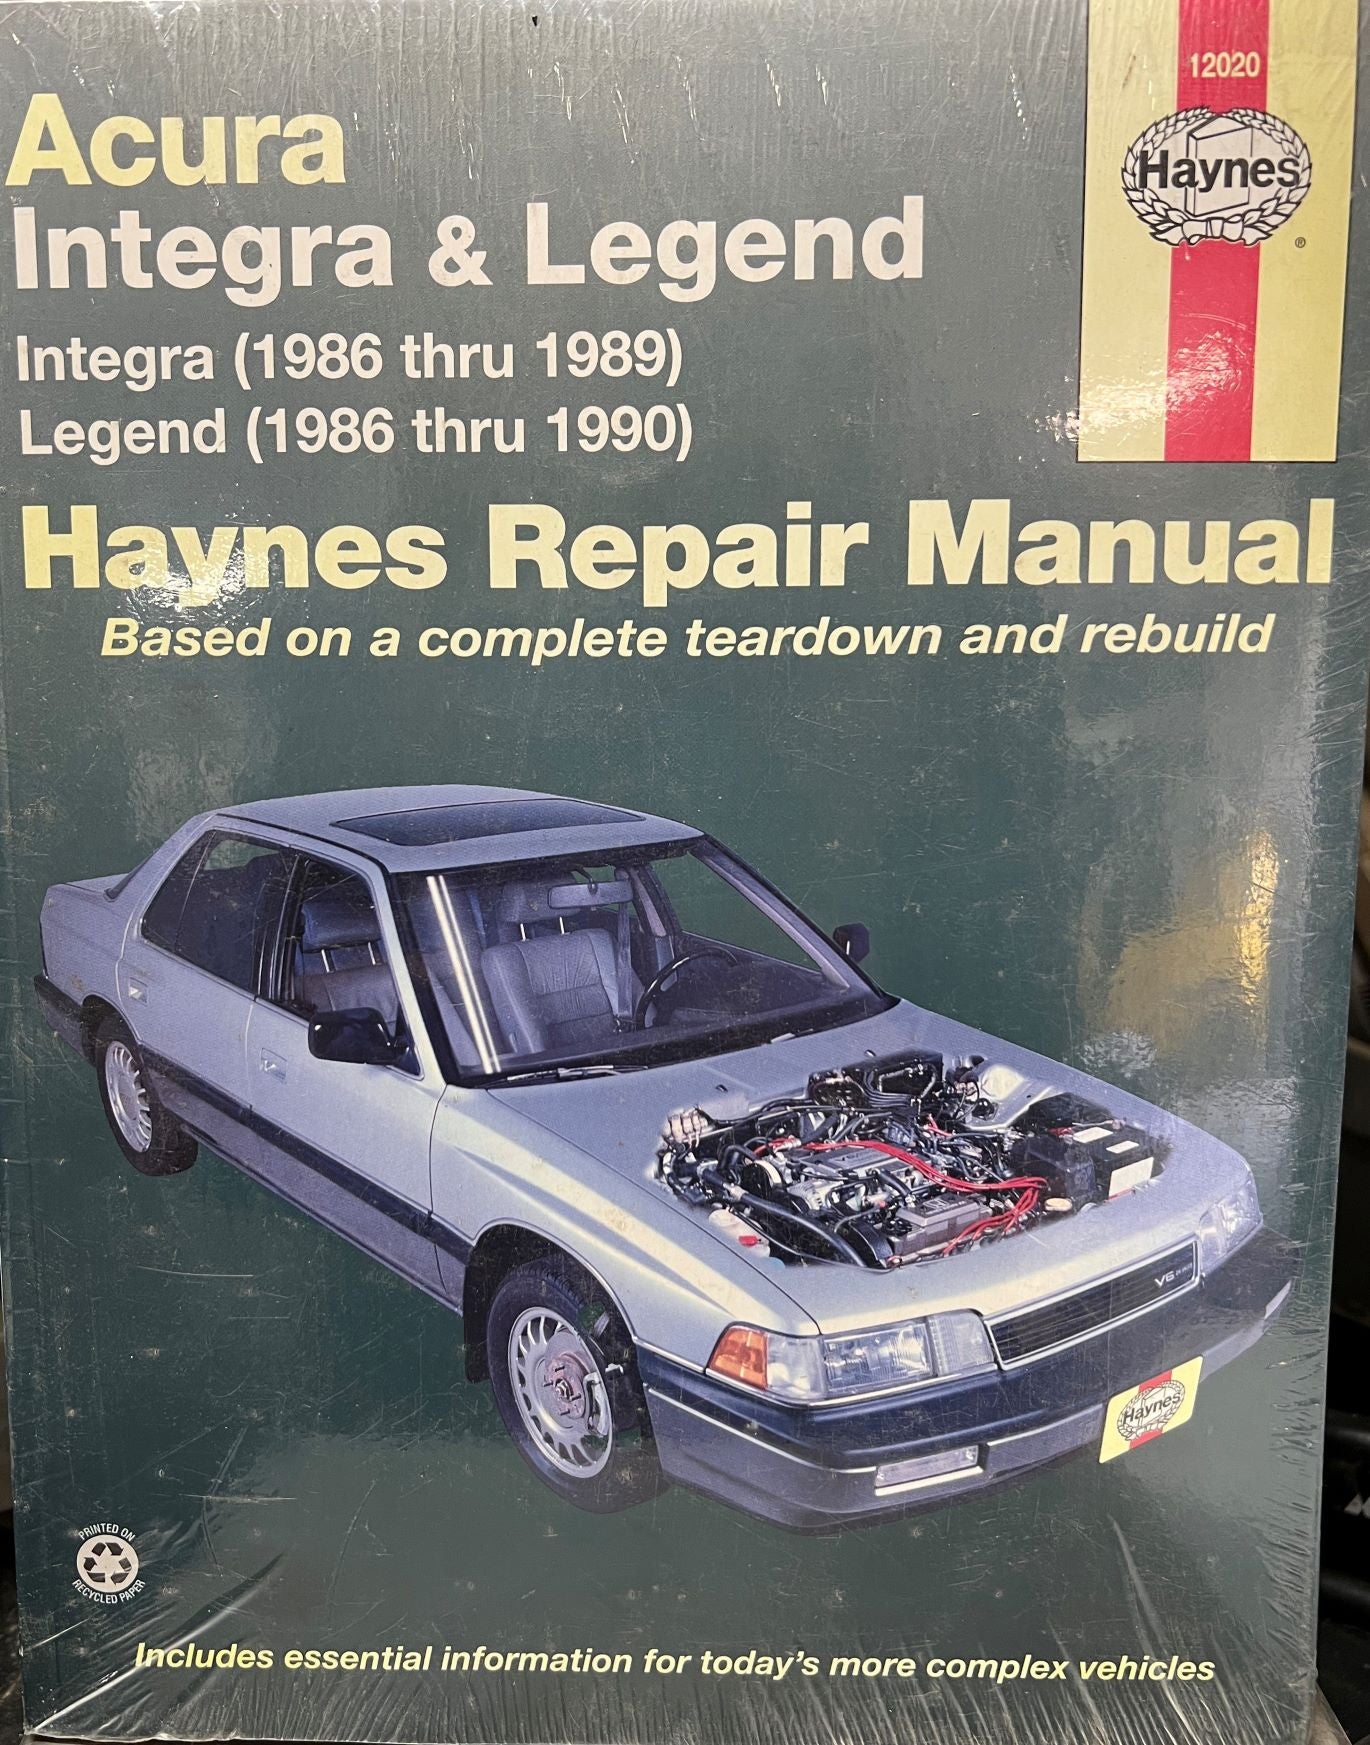 12020
Haynes
®
Acura
Integra & Legend
Integra (1986 thru 1989)
Legend (1986 thru 1990)
Haynes Repair Manual
Based on a complete teardown and rebuild
V6
Haynes
PRINTED ON
RECYCLED PAPER
Includes essential information for today's more complex vehicles